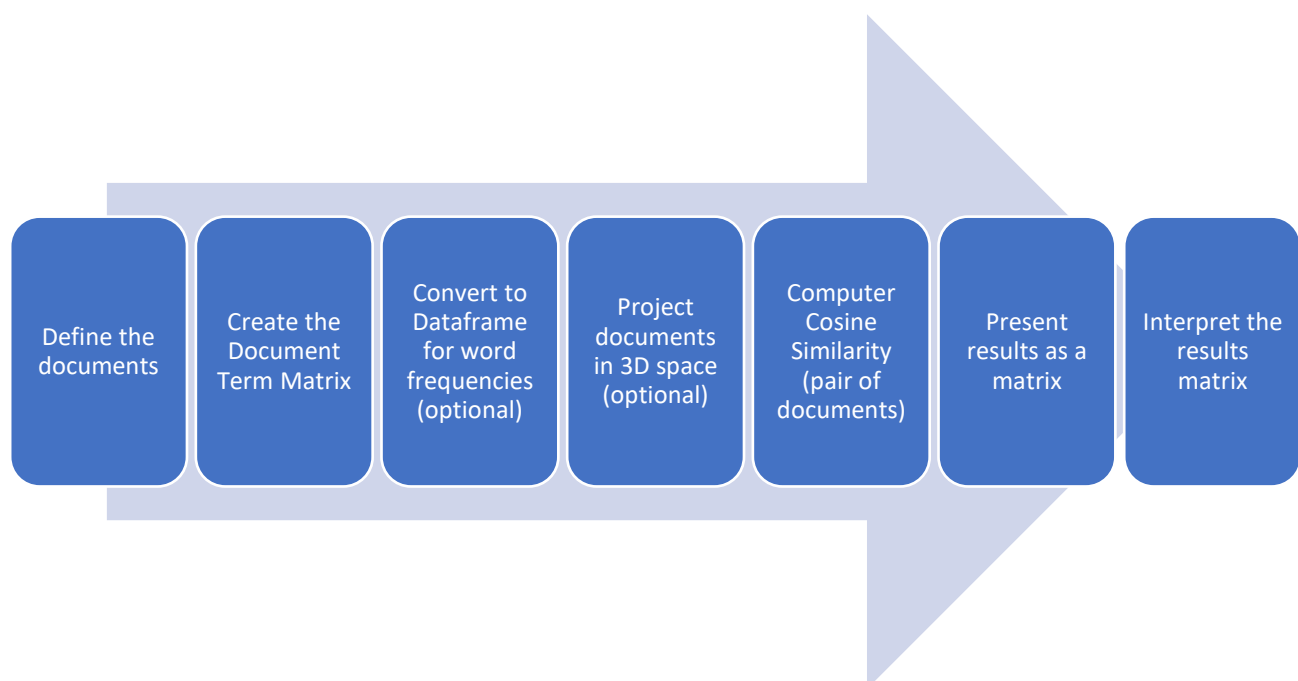 Define the
documents
Create the
Document
Term Matrix
Convert to
Dataframe
for word
frequencies
(optional)
Project
documents
in 3D space
(optional)
Computer
Cosine
Similarity
(pair of
documents)
Present
results as a
matrix
Interpret the
results
matrix